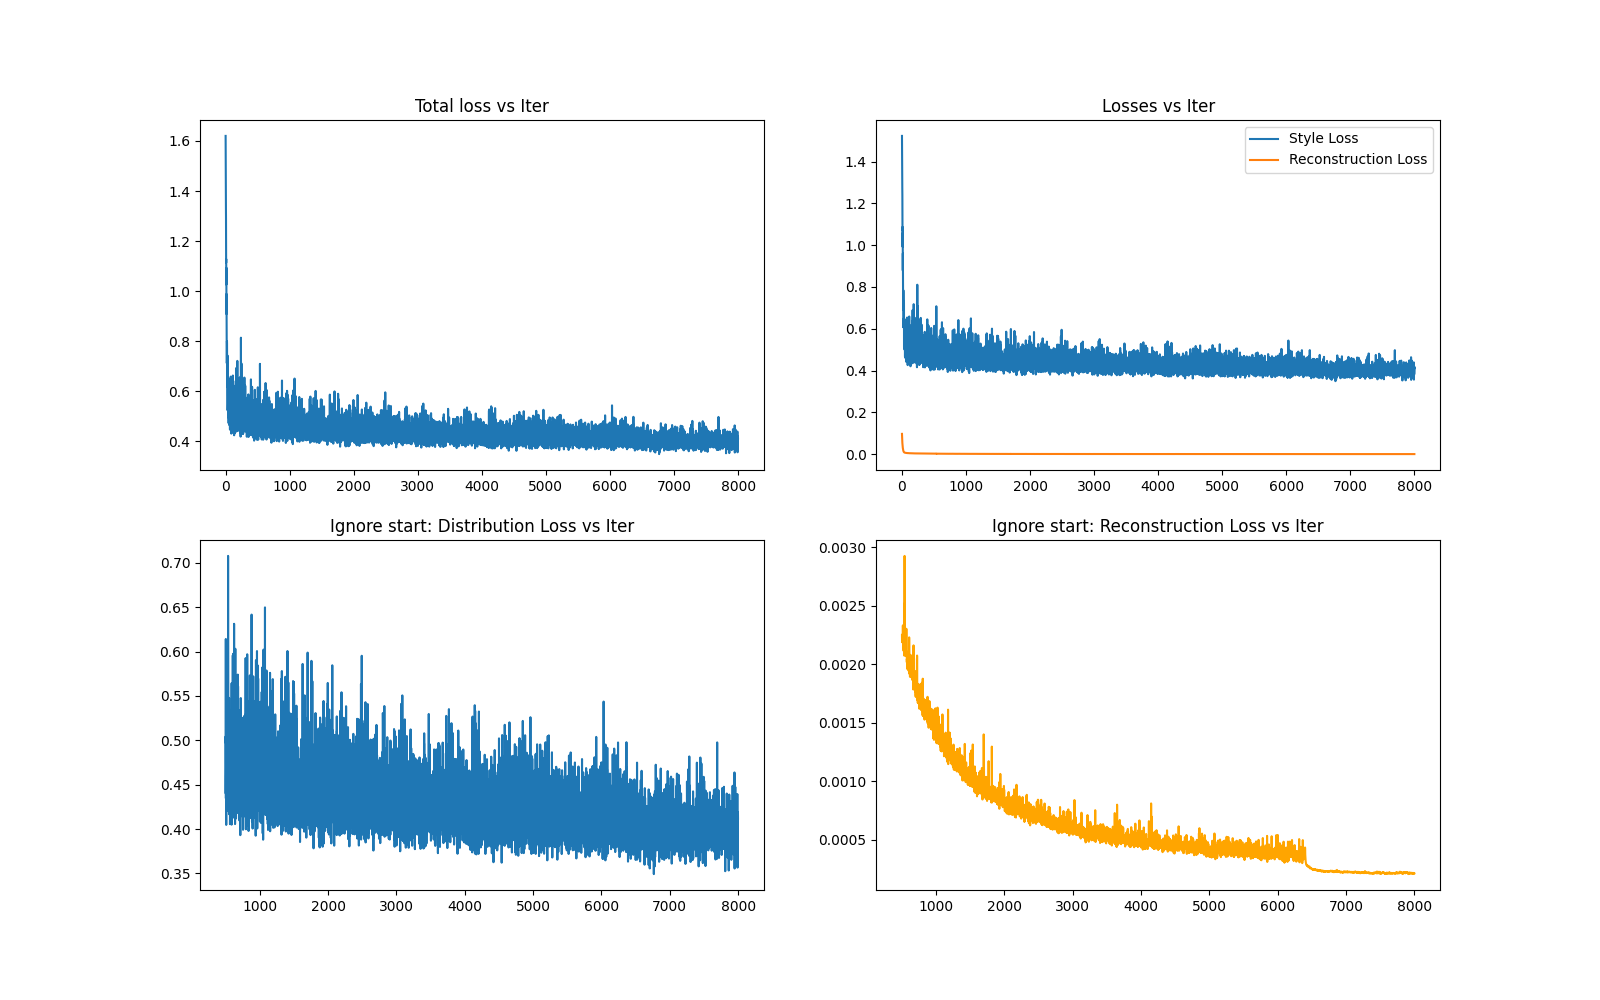 Total loss vs Iter
1.6
1.4
1.2
1.0
0.8
0.6
0.4
0 1000 2000 3000 4000 5000 6000 7000 8000
Losses vs Iter
Style Loss
Reconstruction Loss
1.4
1.2
1.0
0.8
0.6
0.4
0.2
0.0
0 1000 2000 3000 4000 5000 6000 7000 8000
Ignore start: Distribution Loss vs Iter
0.70
0.65
0.60
0.55
0.50
0.45
0.40
0.35
1000 2000 3000 4000 5000 6000 7000 8000
Ignore start: Reconstruction Loss vs Iter
0.0030
0.0025
0.0020
0.0015
0.0010
0.0005
1000 2000 3000 4000 5000 6000 7000 8000